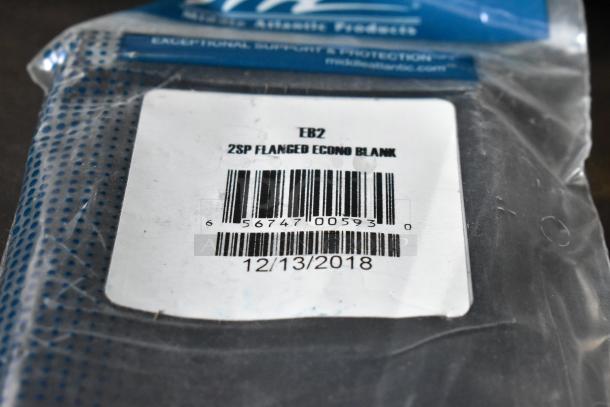 Middle Atlantic Products
EXCEPTIONAL SUPPORT & PROTECTION
middleatlantic.com
EB2
2SP FLANGED ECONO BLANK
6 56747 00593 0
12/13/2018